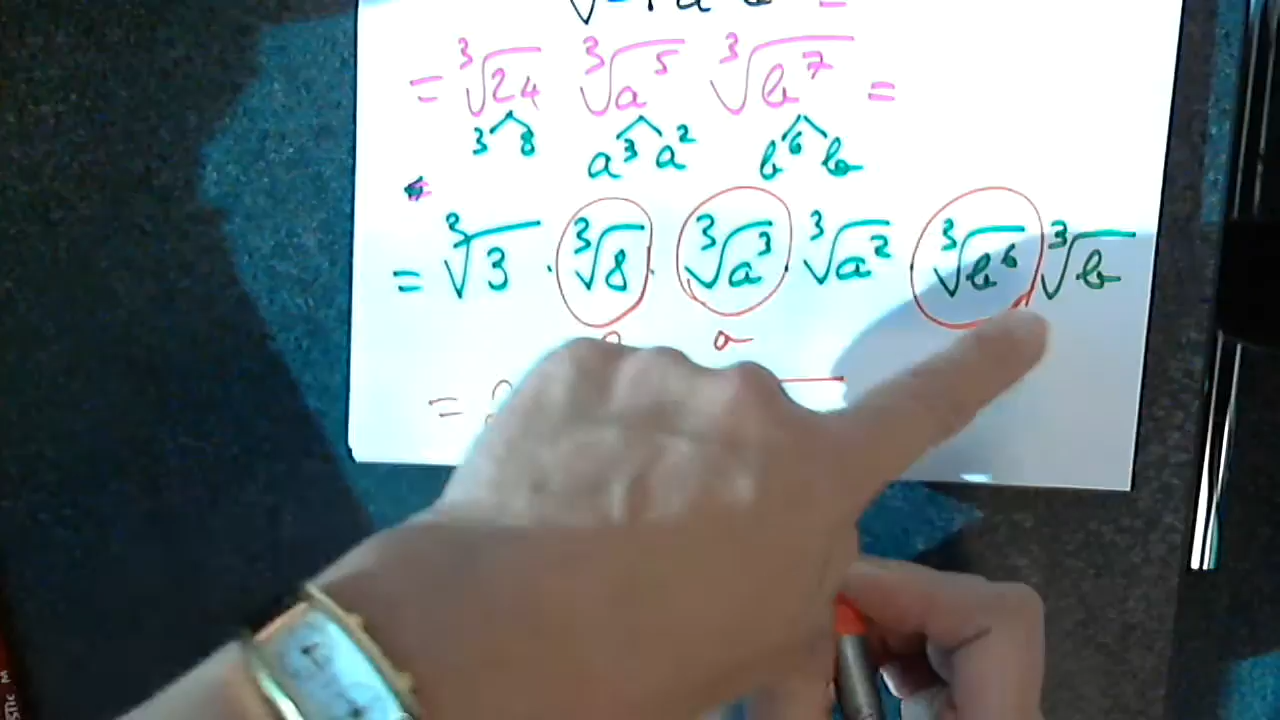 = ∛24 ∛a⁵ ∛b⁷ =
3 8 a³ a² b⁶ b
= ∛3 · ∛8 · ∛a³ · ∛a² ∛b⁶ ∛b
a
=